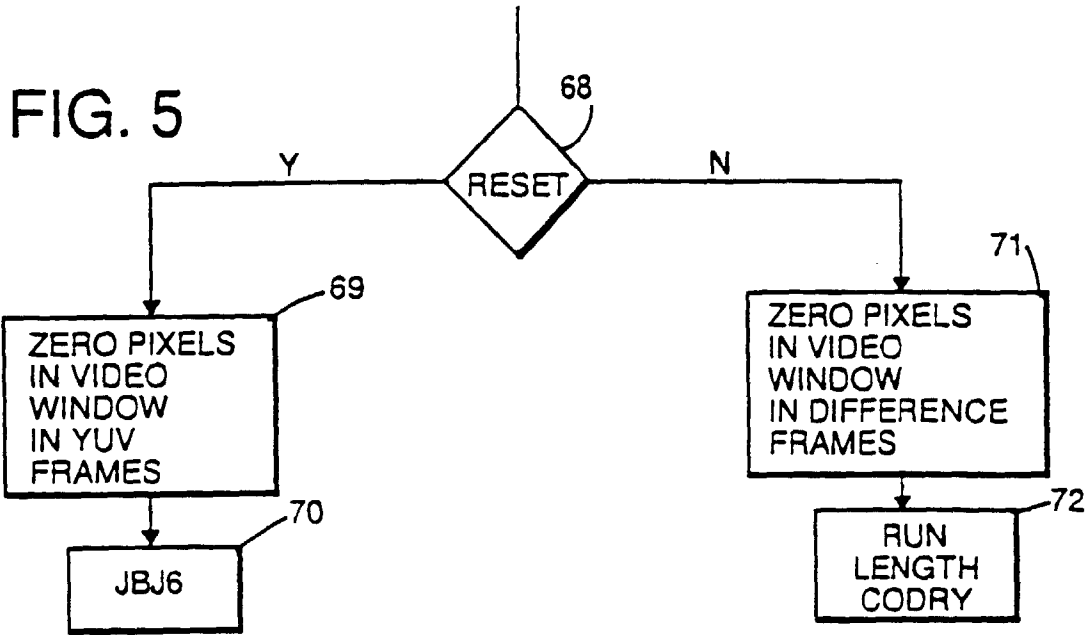 FIG. 5
68
Y
RESET
N
69
ZERO PIXELS
IN VIDEO
WINDOW
IN YUV
FRAMES
70
JBJ6
71
ZERO PIXELS
IN VIDEO
WINDOW
IN DIFFERENCE
FRAMES
72
RUN
LENGTH
CODRY